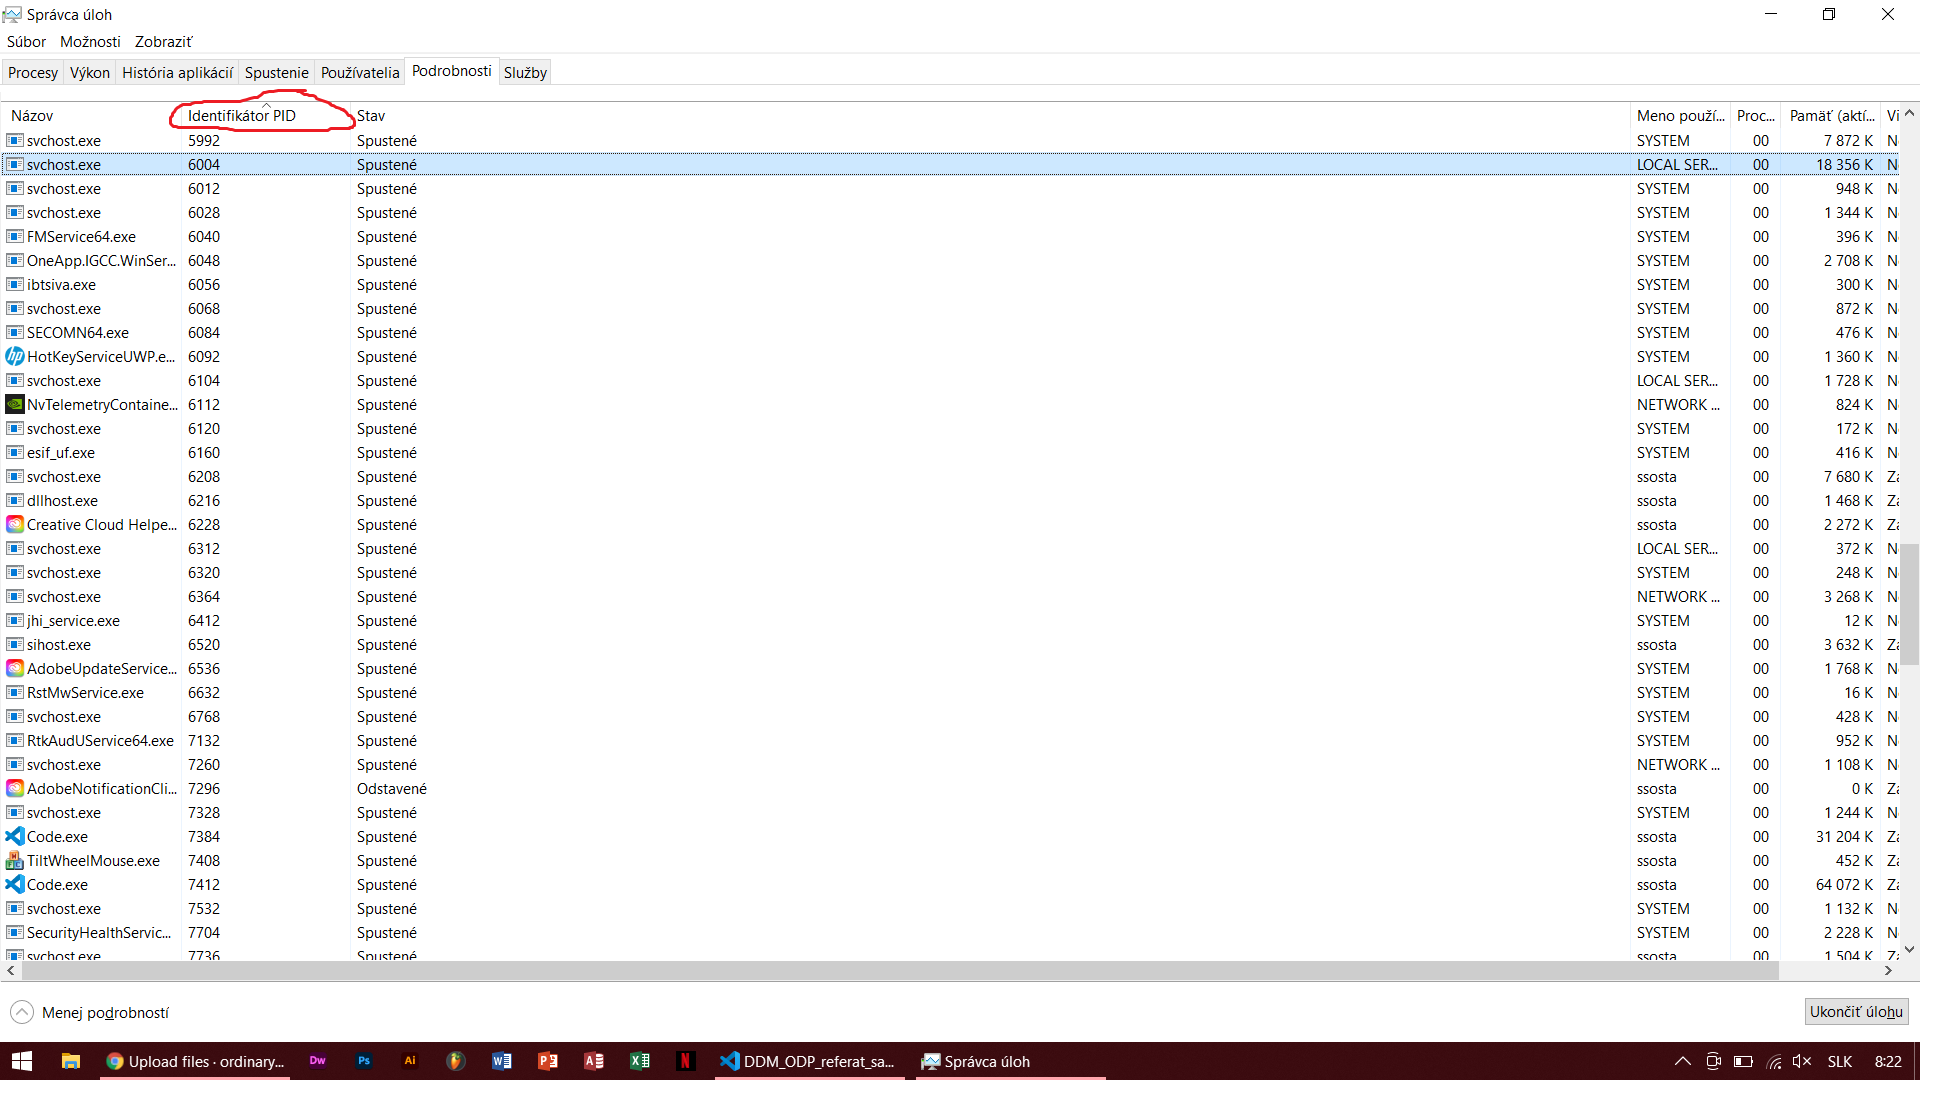 Správca úloh
Súbor Možnosti Zobraziť
Procesy Výkon História aplikácií Spustenie Používatelia Podrobnosti Služby
Názov Identifikátor PID Stav Meno použí... Proc... Pamäť (aktí... Vi
svchost.exe 5992 Spustené SYSTEM 00 7 872 K N
svchost.exe 6004 Spustené LOCAL SER... 00 18 356 K N
svchost.exe 6012 Spustené SYSTEM 00 948 K N
svchost.exe 6028 Spustené SYSTEM 00 1 344 K N
FMService64.exe 6040 Spustené SYSTEM 00 396 K N
OneApp.IGCC.WinSer... 6048 Spustené SYSTEM 00 2 708 K N
ibtsiva.exe 6056 Spustené SYSTEM 00 300 K N
svchost.exe 6068 Spustené SYSTEM 00 872 K N
SECOMN64.exe 6084 Spustené SYSTEM 00 476 K N
HotKeyServiceUWP.e... 6092 Spustené SYSTEM 00 1 360 K N
svchost.exe 6104 Spustené LOCAL SER... 00 1 728 K N
NvTelemetryContaine... 6112 Spustené NETWORK ... 00 824 K N
svchost.exe 6120 Spustené SYSTEM 00 172 K N
esif_uf.exe 6160 Spustené SYSTEM 00 416 K N
svchost.exe 6208 Spustené ssosta 00 7 680 K Za
dllhost.exe 6216 Spustené ssosta 00 1 468 K Za
Creative Cloud Helpe... 6228 Spustené ssosta 00 2 272 K Za
svchost.exe 6312 Spustené LOCAL SER... 00 372 K N
svchost.exe 6320 Spustené SYSTEM 00 248 K N
svchost.exe 6364 Spustené NETWORK ... 00 3 268 K N
jhi_service.exe 6412 Spustené SYSTEM 00 12 K N
sihost.exe 6520 Spustené ssosta 00 3 632 K Za
AdobeUpdateService... 6536 Spustené SYSTEM 00 1 768 K N
RstMwService.exe 6632 Spustené SYSTEM 00 16 K N
svchost.exe 6768 Spustené SYSTEM 00 428 K N
RtkAudUService64.exe 7132 Spustené SYSTEM 00 952 K N
svchost.exe 7260 Spustené NETWORK ... 00 1 108 K N
AdobeNotificationCli... 7296 Odstavené ssosta 00 0 K Za
svchost.exe 7328 Spustené SYSTEM 00 1 244 K N
Code.exe 7384 Spustené ssosta 00 31 204 K Za
TiltWheelMouse.exe 7408 Spustené ssosta 00 452 K Za
Code.exe 7412 Spustené ssosta 00 64 072 K Za
svchost.exe 7532 Spustené SYSTEM 00 1 132 K N
SecurityHealthServic... 7704 Spustené SYSTEM 00 2 228 K N
svchost.exe 7736 Spustené ssosta 00 1 504 K Za
Menej podrobností Ukončiť úlohu
Upload files · ordinary... Dw Ps Ai DDM_ODP_referat_sa... Správca úloh SLK 8:22